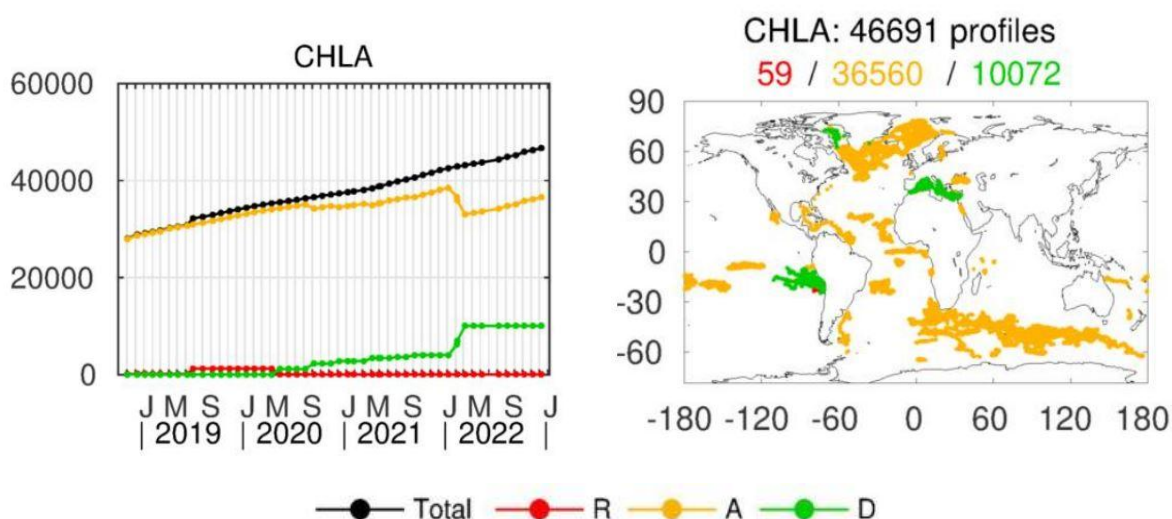 CHLA
60000
40000
20000
0
J M S J M S J M S J M S J
| 2019 | 2020 | 2021 | 2022 |
CHLA: 46691 profiles
59 / 36560 / 10072
90
60
30
0
-30
-60
-180 -120 -60 0 60 120 180
Total R A D